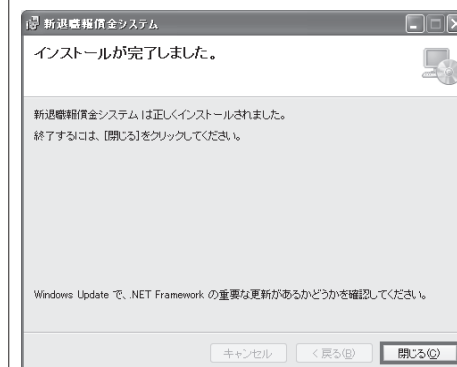 新退職報償金システム
インストールが完了しました。
新退職報償金システム は正しくインストールされました。
終了するには、[閉じる]をクリックしてください。
Windows Update で、.NET Framework の重要な更新があるかどうかを確認してください。
キャンセル
< 戻る(B)
閉じる(C)